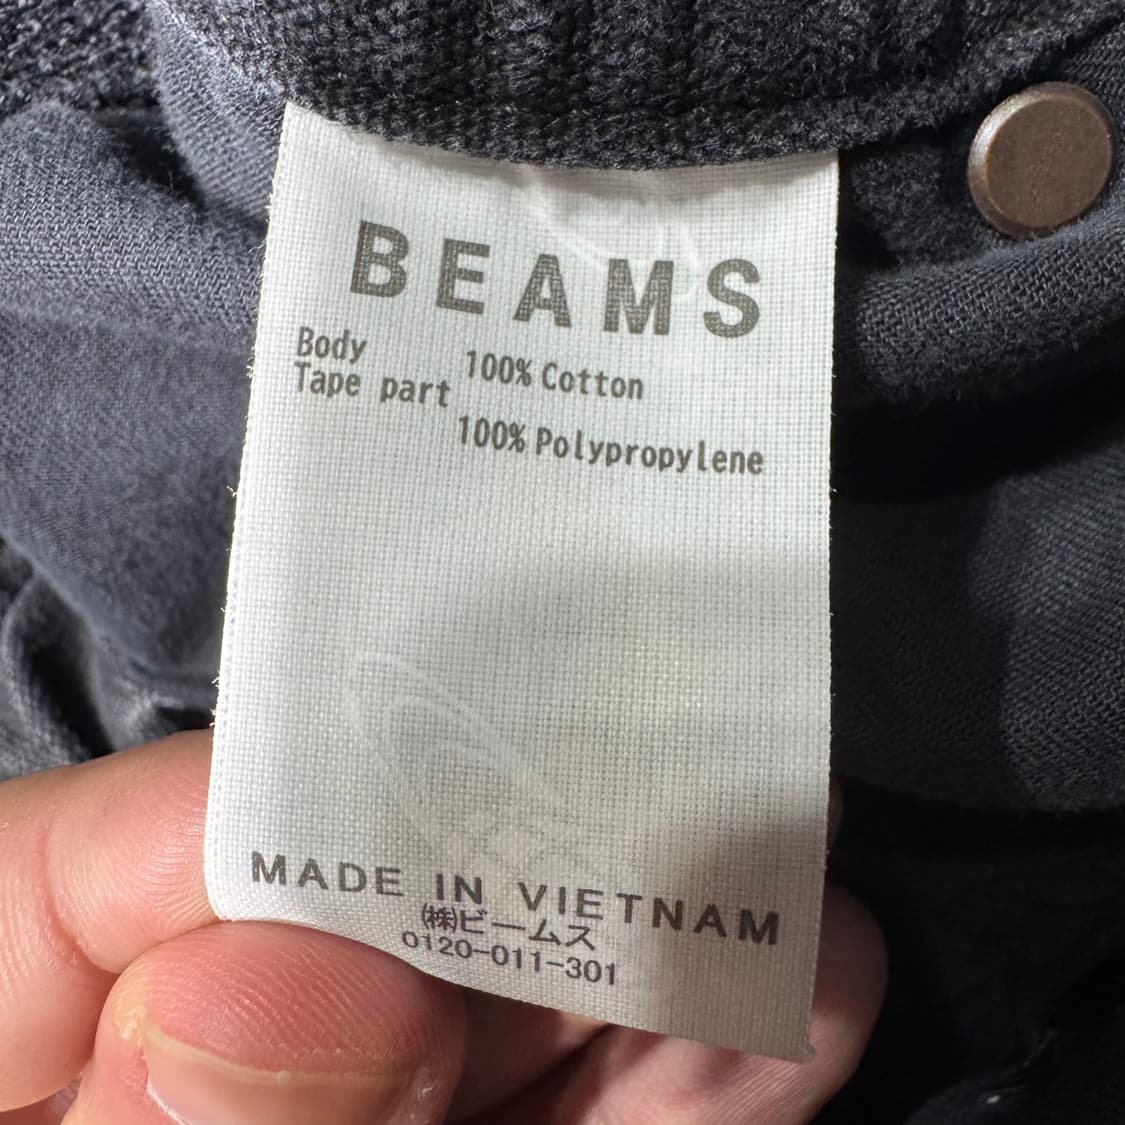 BEAMS
Body 100% Cotton
Tape part
100% Polypropylene
MADE IN VIETNAM
㈱ビームス
0120-011-301